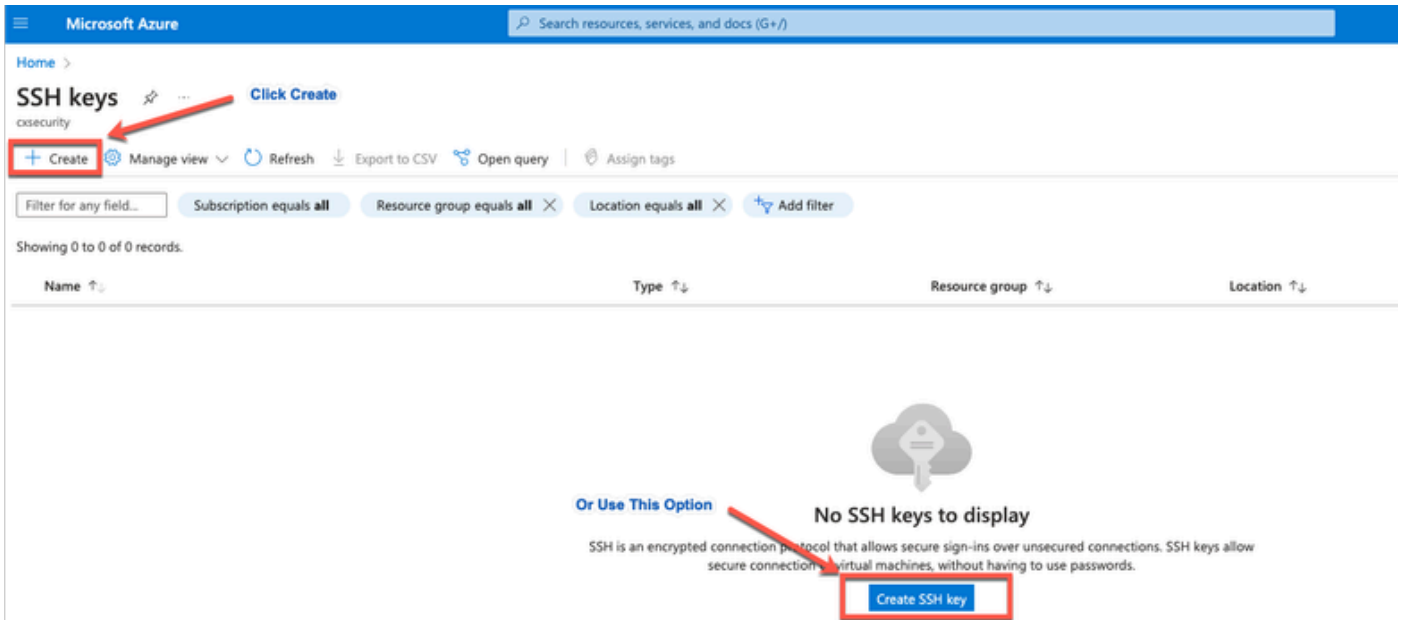 Microsoft Azure
Search resources, services, and docs (G+/)
Home >
SSH keys ...
Click Create
cxsecurity
+ Create Manage view Refresh Export to CSV Open query Assign tags
Filter for any field... Subscription equals all Resource group equals all Location equals all Add filter
Showing 0 to 0 of 0 records.
Name Type Resource group Location
Or Use This Option
No SSH keys to display
SSH is an encrypted connection protocol that allows secure sign-ins over unsecured connections. SSH keys allow
secure connection virtual machines, without having to use passwords.
Create SSH key